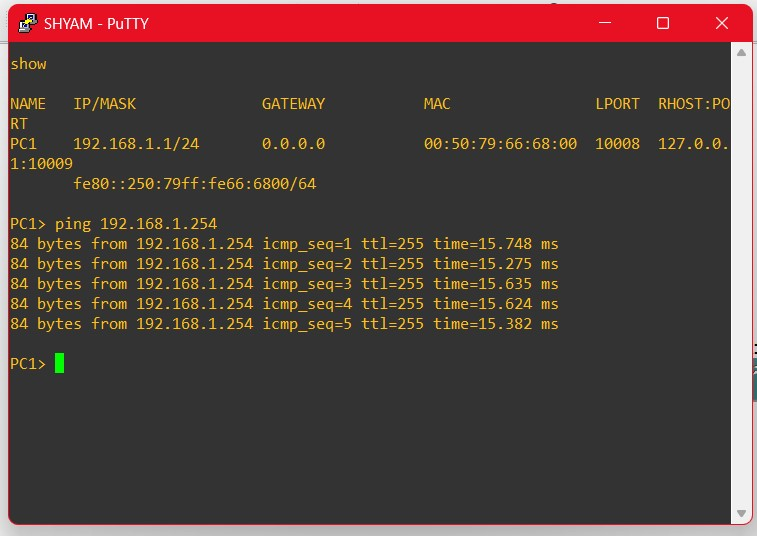 SHYAM - PuTTY
show
NAME   IP/MASK              GATEWAY           MAC                LPORT  RHOST:PO
RT
PC1    192.168.1.1/24       0.0.0.0           00:50:79:66:68:00  10008  127.0.0.
1:10009
       fe80::250:79ff:fe66:6800/64
PC1> ping 192.168.1.254
84 bytes from 192.168.1.254 icmp_seq=1 ttl=255 time=15.748 ms
84 bytes from 192.168.1.254 icmp_seq=2 ttl=255 time=15.275 ms
84 bytes from 192.168.1.254 icmp_seq=3 ttl=255 time=15.635 ms
84 bytes from 192.168.1.254 icmp_seq=4 ttl=255 time=15.624 ms
84 bytes from 192.168.1.254 icmp_seq=5 ttl=255 time=15.382 ms
PC1>